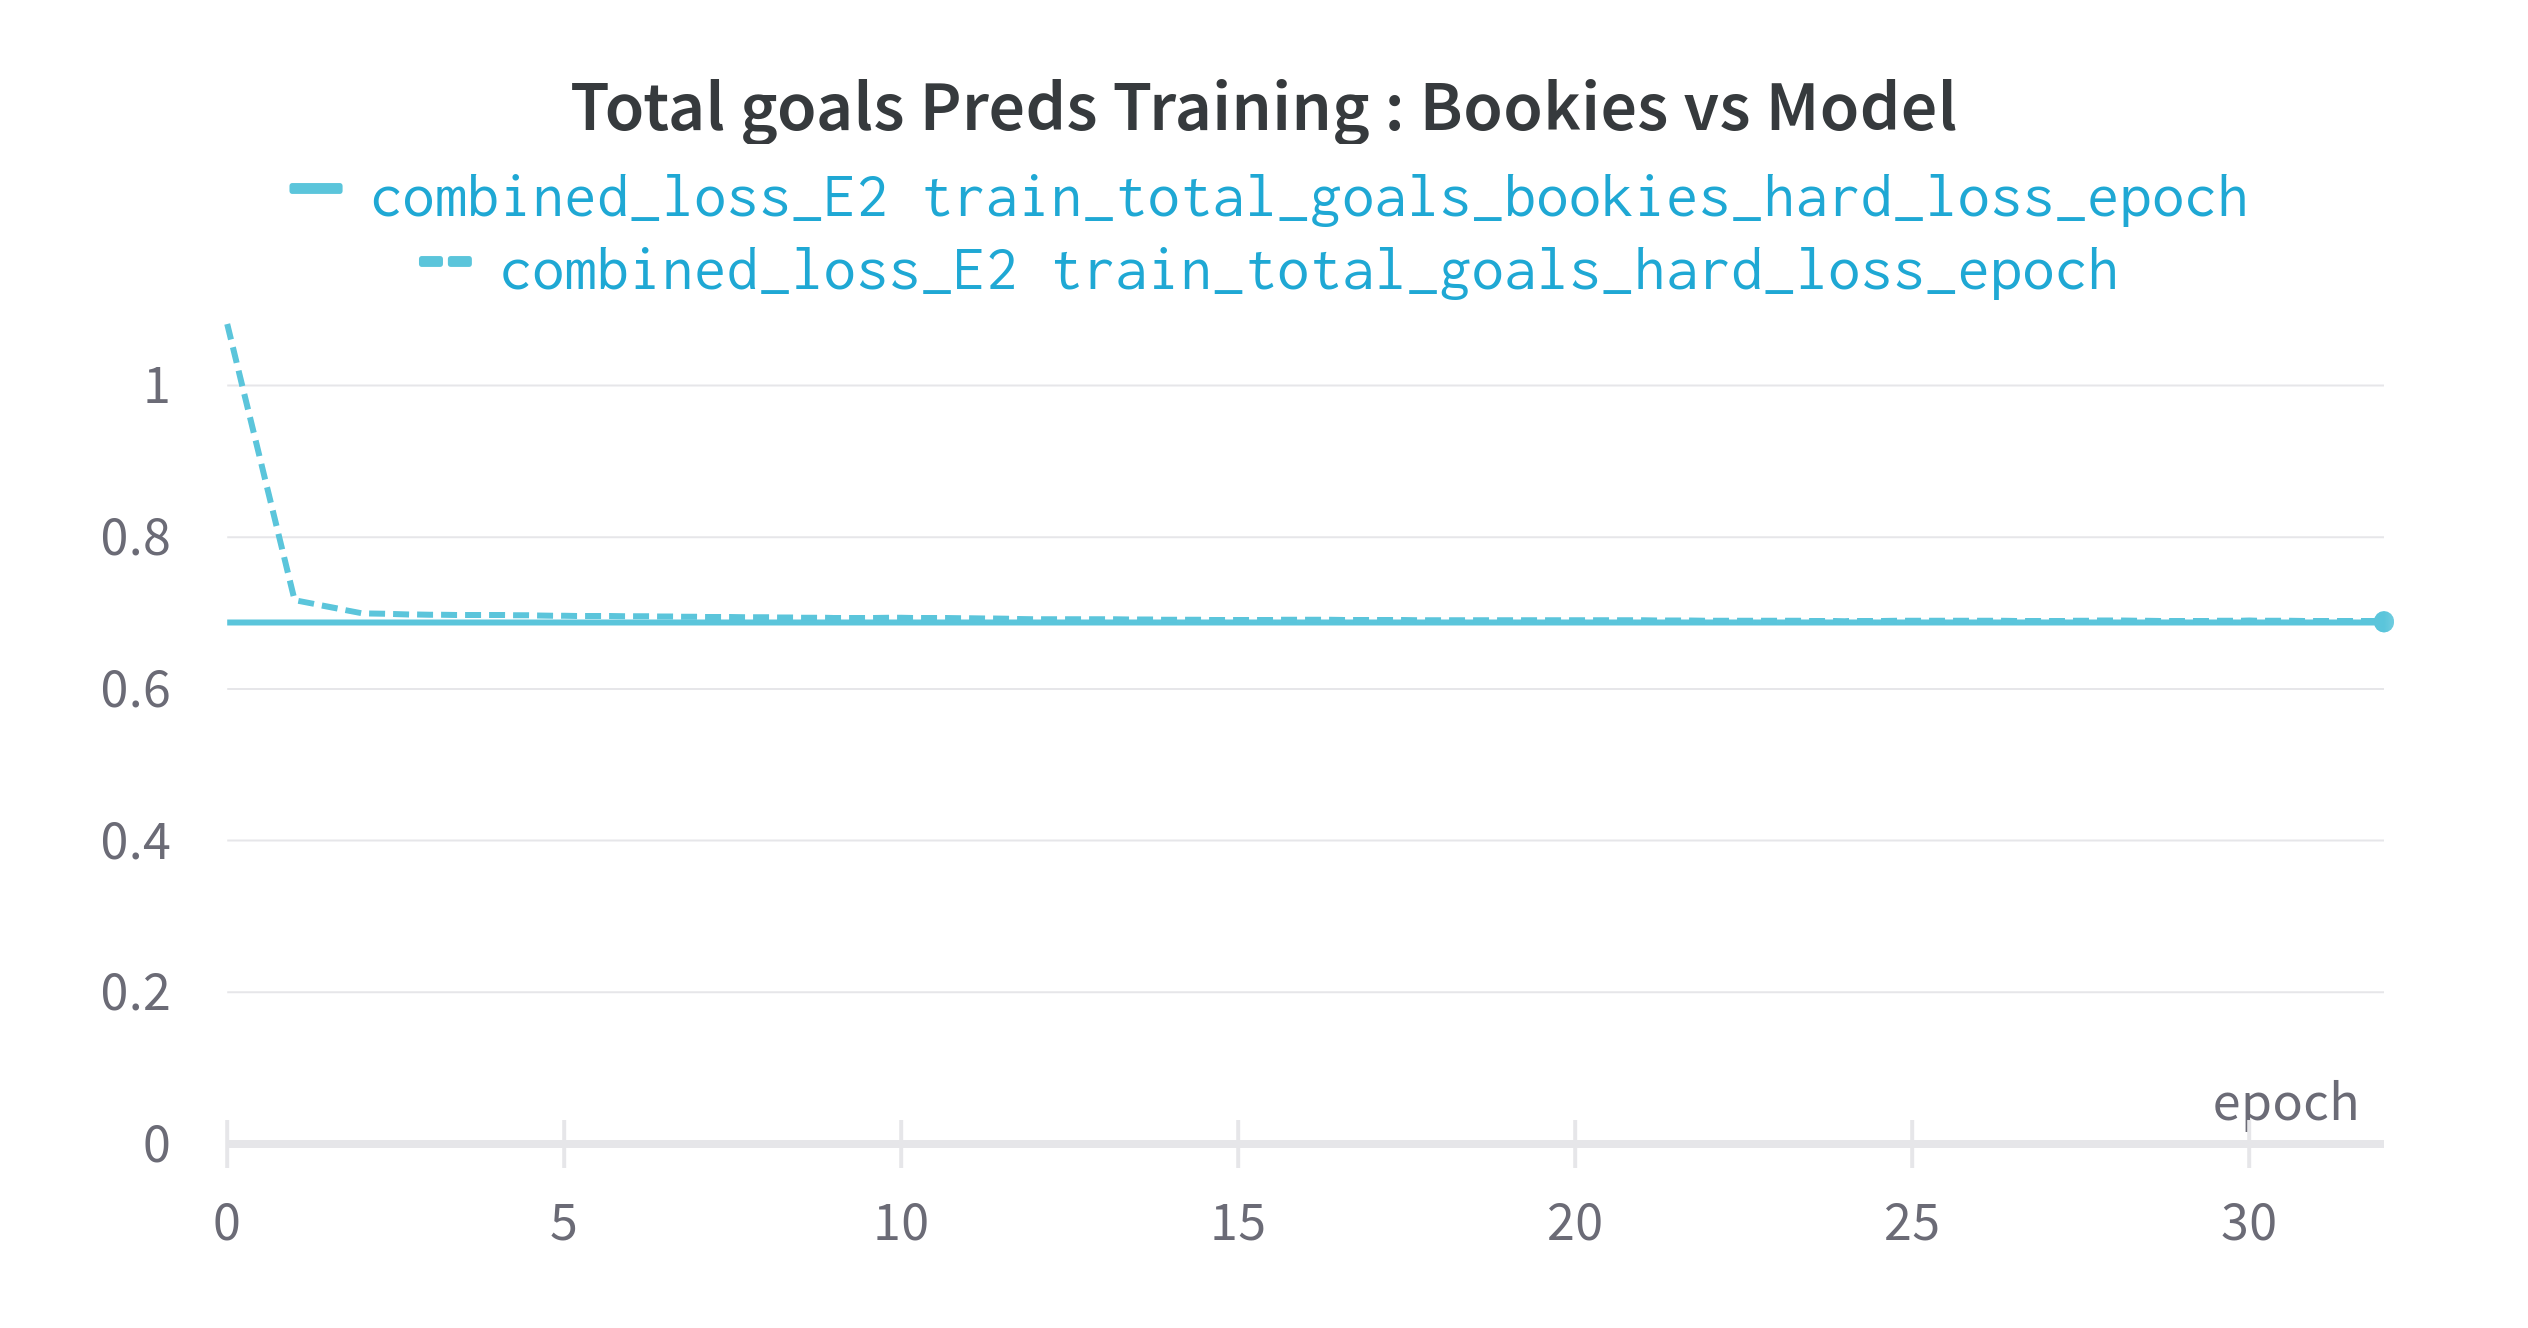 Total goals Preds Training : Bookies vs Model
combined_loss_E2 train_total_goals_bookies_hard_loss_epoch
combined_loss_E2 train_total_goals_hard_loss_epoch
1
0.8
0.6
0.4
0.2
epoch
0
0 5 10 15 20 25 30